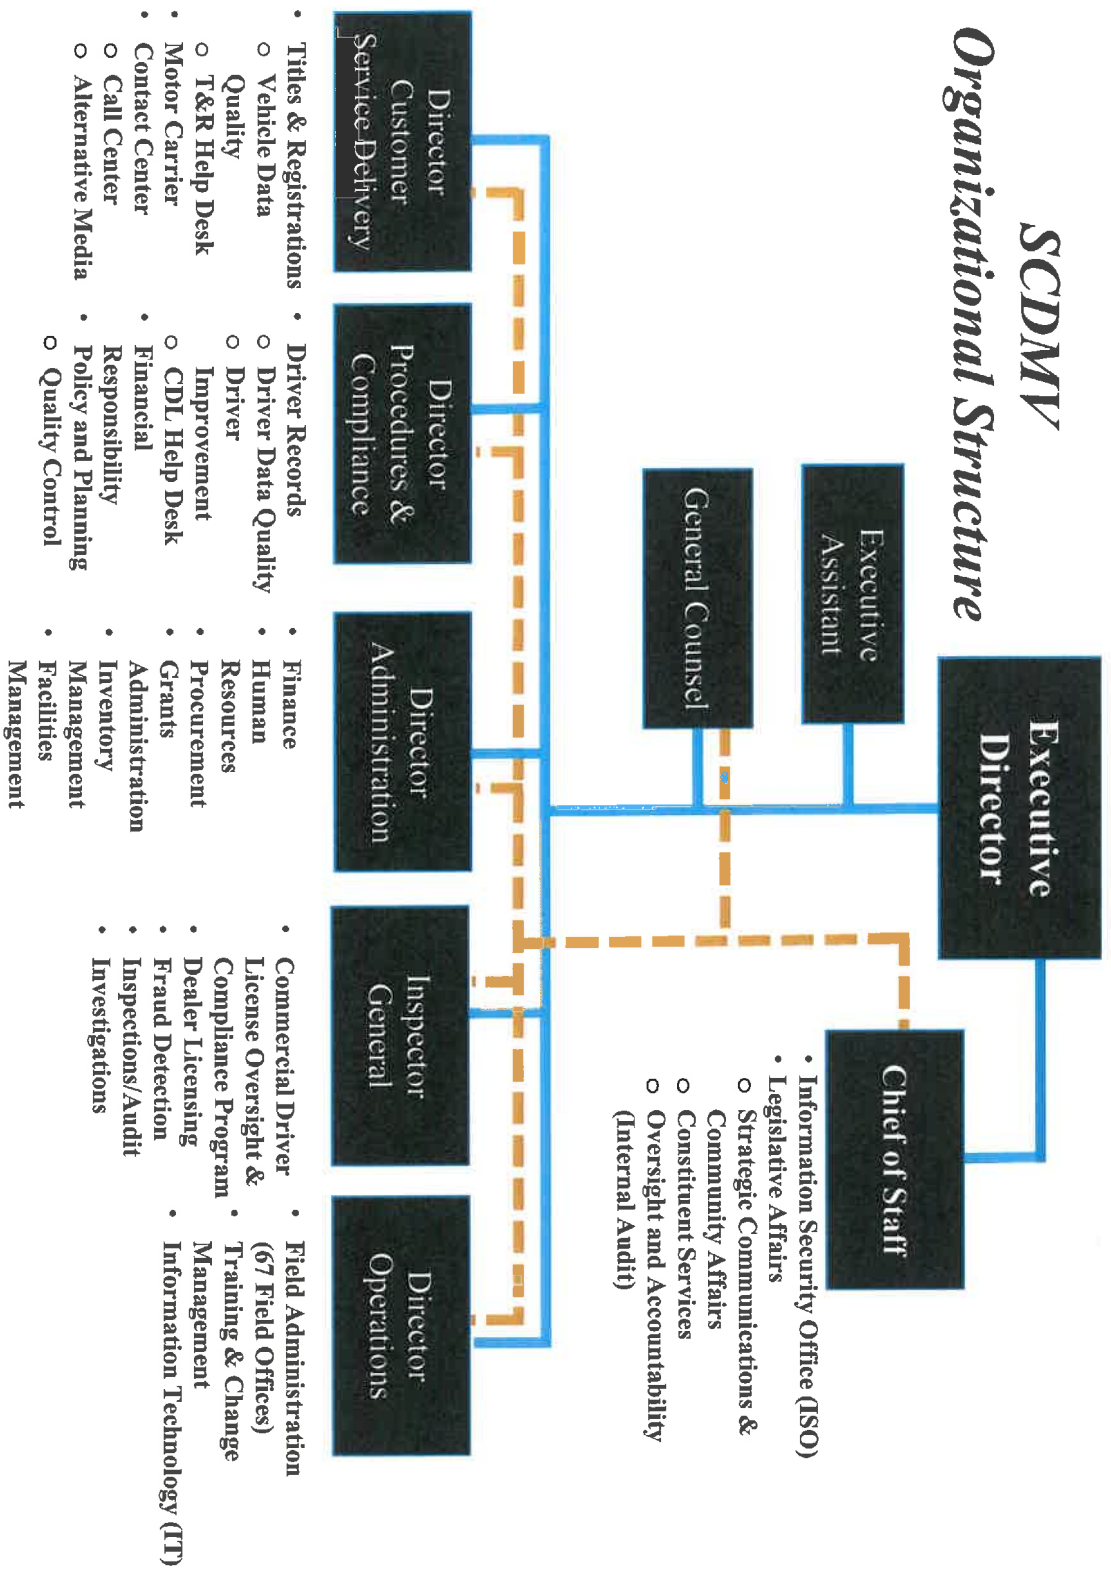 SCDMV
Organizational Structure
Executive
Director
Chief of Staff
• Information Security Office (ISO)
• Legislative Affairs
o Strategic Communications &
Community Affairs
o Constituent Services
o Oversight and Accountability
(Internal Audit)
Executive
Assistant
General Counsel
Director
Customer
Service Delivery
• Titles & Registrations
o Vehicle Data
Quality
o T&R Help Desk
• Motor Carrier
• Contact Center
o Call Center
o Alternative Media
Director
Procedures &
Compliance
• Driver Records
o Driver Data Quality
o Driver
Improvement
o CDL Help Desk
• Financial
Responsibility
• Policy and Planning
o Quality Control
Director
Administration
• Finance
• Human
Resources
• Procurement
• Grants
Administration
• Inventory
Management
• Facilities
Management
Inspector
General
• Commercial Driver
License Oversight &
Compliance Program
• Dealer Licensing
• Fraud Detection
• Inspections/Audit
• Investigations
Director
Operations
• Field Administration
(67 Field Offices)
• Training & Change
Management
• Information Technology (IT)